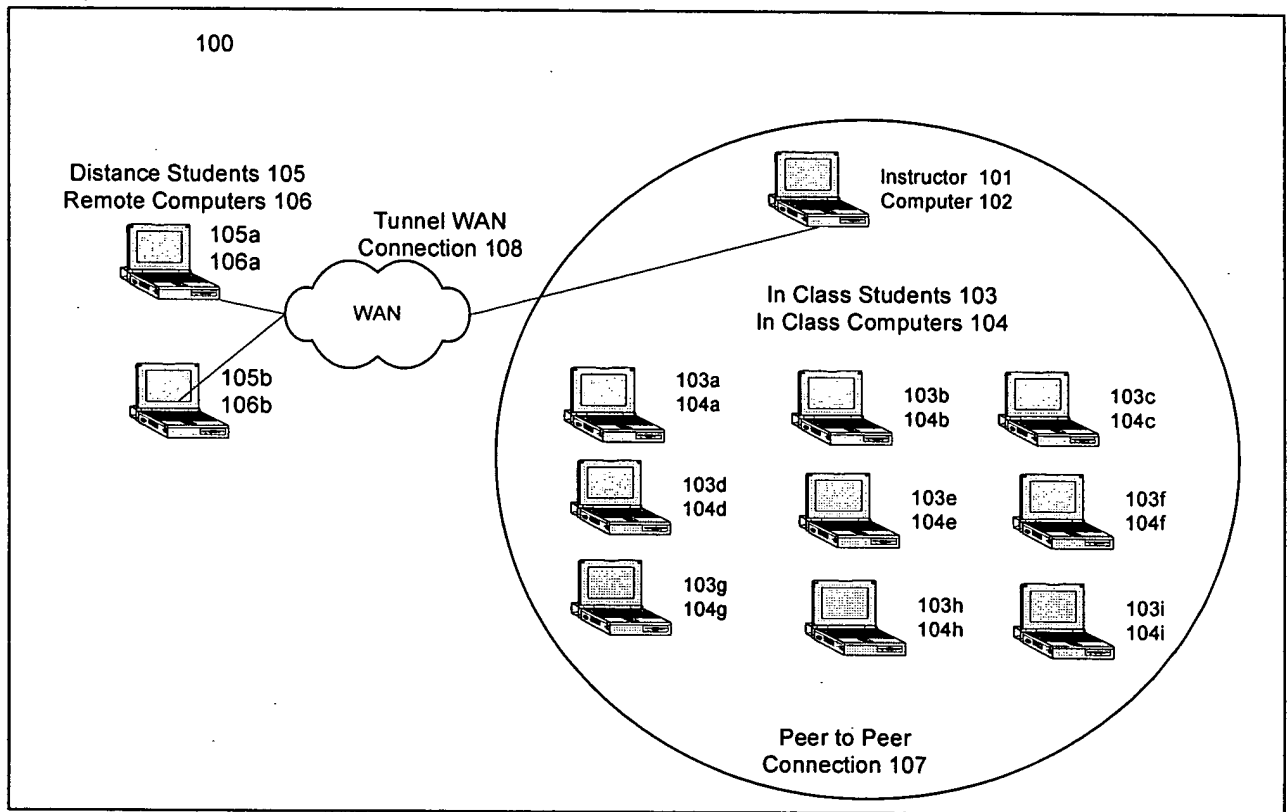 100
Distance Students 105
Remote Computers 106
105a
106a
105b
106b
Tunnel WAN
Connection 108
WAN
Instructor 101
Computer 102
In Class Students 103
In Class Computers 104
103a
104a
103b
104b
103c
104c
103d
104d
103e
104e
103f
104f
103g
104g
103h
104h
103i
104i
Peer to Peer
Connection 107